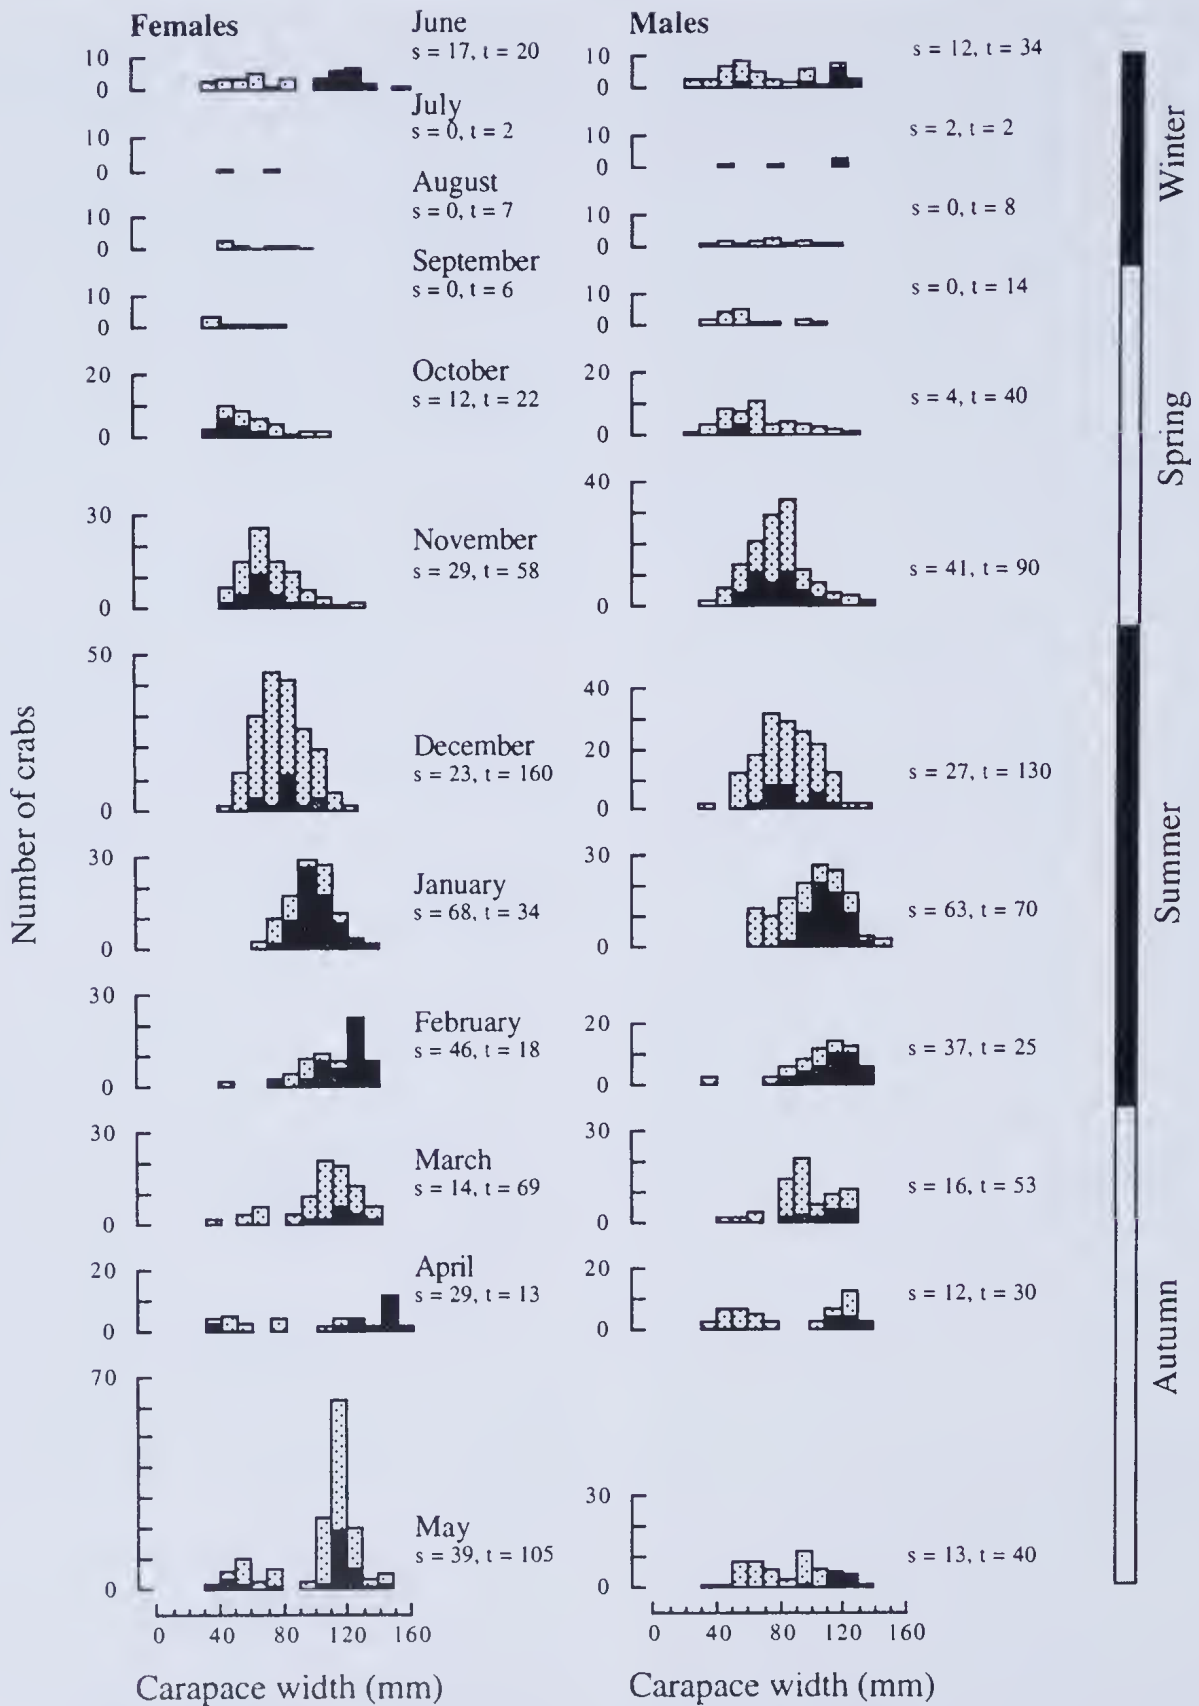 Females June Males
s = 17, t = 20 s = 12, t = 34
10 10
0 0
July
s = 0, t = 2 s = 2, t = 2
10 10
0 0
August
s = 0, t = 7 s = 0, t = 8
10 10
0 0
September
s = 0, t = 6 s = 0, t = 14
10 10
0 0
October
s = 12, t = 22 s = 4, t = 40
20 20
0 0
November
s = 29, t = 58 s = 41, t = 90
30 40
0 0
December
s = 23, t = 160 s = 27, t = 130
50 40
20
0 0
January
s = 68, t = 34 s = 63, t = 70
30 30
0 0
February
s = 46, t = 18 s = 37, t = 25
30 20
0 0
March
s = 14, t = 69 s = 16, t = 53
30 30
0 0
April
s = 29, t = 13 s = 12, t = 30
20 20
0 0
May
s = 39, t = 105 s = 13, t = 40
70 30
0 0
0 40 80 120 160 0 40 80 120 160
Carapace width (mm) Carapace width (mm)
Number of crabs
Winter
Spring
Summer
Autumn